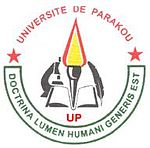 UNIVERSITE DE PARAKOU
UP
DOCTRINA LUMEN HUMANI GENERIS EST